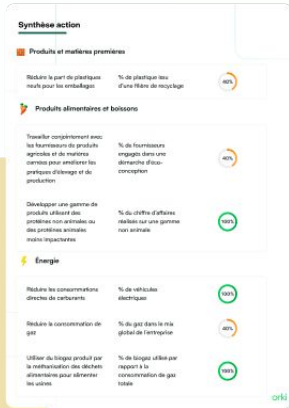 Synthèse action
Produits et matières premières
Réduire la part de plastiques
neufs pour les emballages
% de plastique issu
d'une filière de recyclage
40%
Produits alimentaires et boissons
Travailler conjointement avec
les fournisseurs de produits
agricoles et de matières
carnées pour améliorer les
pratiques d'élevage et de
production
% de fournisseurs
engagés dans une
démarche d'éco-
conception
40%
Développer une gamme de
produits utilisant des
protéines non animales ou
des protéines animales
moins impactantes
% du chiffre d'affaires
réalisés sur une gamme
non animale
100%
Énergie
Réduire les consommations
directes de carburants
% de véhicules
électriques
100%
Réduire la consommation de
gaz
% du gaz dans le mix
global de l'entreprise
40%
Utiliser du biogaz produit par
la méthanisation des déchets
alimentaires pour alimenter
les usines
% de biogaz utilisé par
rapport à la
consommation de gaz
totale
100%
orki